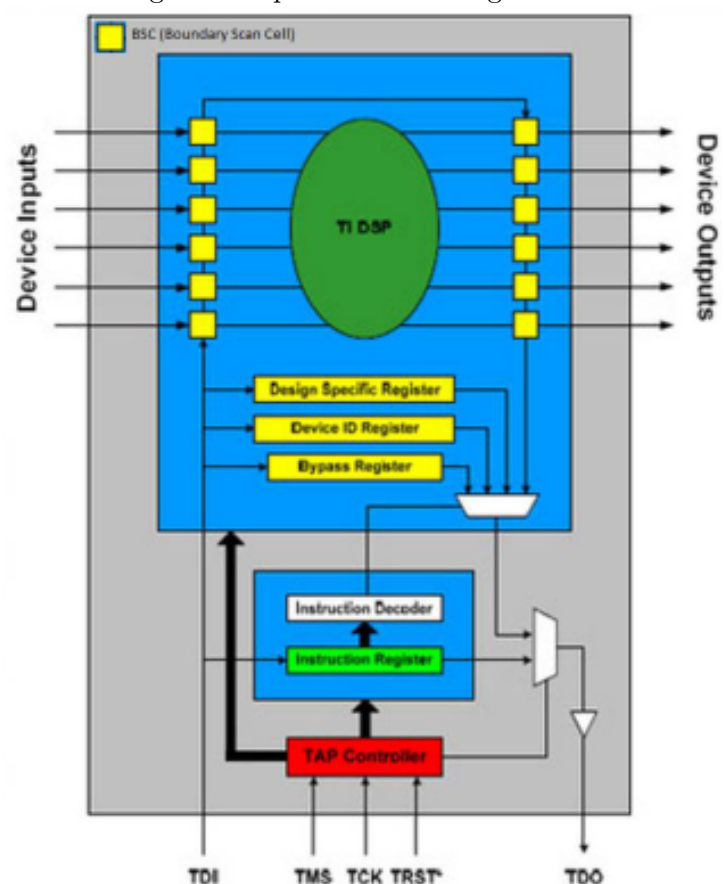 BSC (Boundary Scan Cell)
Device Inputs
TI DSP
Device Outputs
Design Specific Register
Device ID Register
Bypass Register
Instruction Decoder
Instruction Register
TAP Controller
TDI TMS TCK TRST* TDO